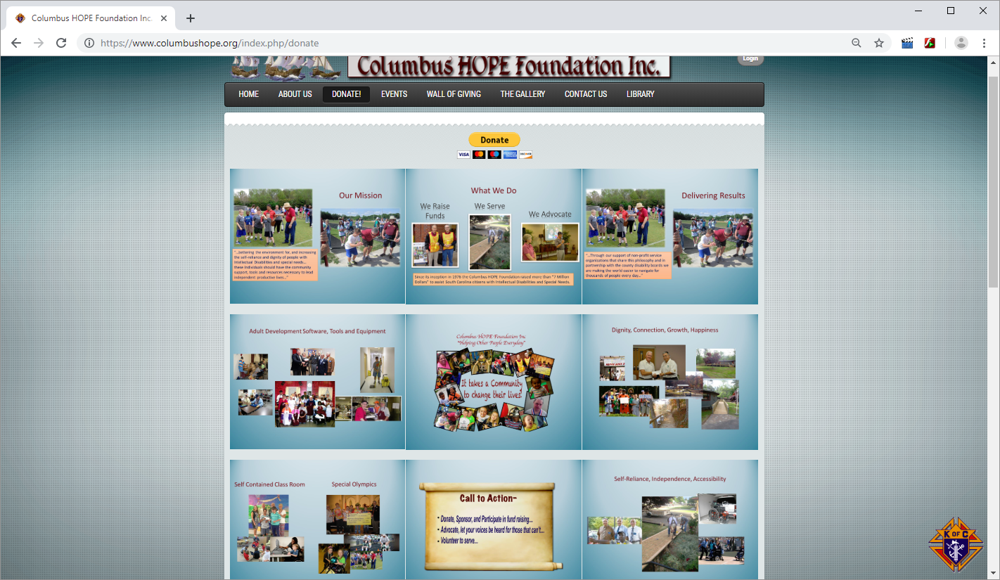 Columbus HOPE Foundation Inc.
https://www.columbushope.org/index.php/donate
Columbus HOPE Foundation Inc.
Login
HOME ABOUT US DONATE! EVENTS WALL OF GIVING THE GALLERY CONTACT US LIBRARY
Donate
VISA DISCOVER
Our Mission
"...bettering the environment for, and increasing
the self-reliance and dignity of people with
Intellectual Disabilities and special needs...
these individuals should have the community
support, tools and resources necessary to lead
independent productive lives..."
What We Do
We Raise
Funds
We Serve
We Advocate
Since its inception in 1976 the Columbus HOPE Foundation raised more than "7 Million
Dollars" to assist South Carolina citizens with Intellectual Disabilities and Special Needs.
Delivering Results
"...Through our support of non-profit service
organizations that share this philosophy and in
partnership with the county disability boards we
are making the world easier to navigate for
thousands of people every day..."
Adult Development Software, Tools and Equipment
Columbus HOPE Foundation Inc
"Helping Other People Everyday"
It takes a Community
to change their lives!
Dignity, Connection, Growth, Happiness
Self Contained Class Room
Special Olympics
Call to Action-
• Donate, Sponsor, and Participate in fund raising...
• Advocate, let your voices be heard for those that can't...
• Volunteer to serve...
Self-Reliance, Independence, Accessibility
K OF C